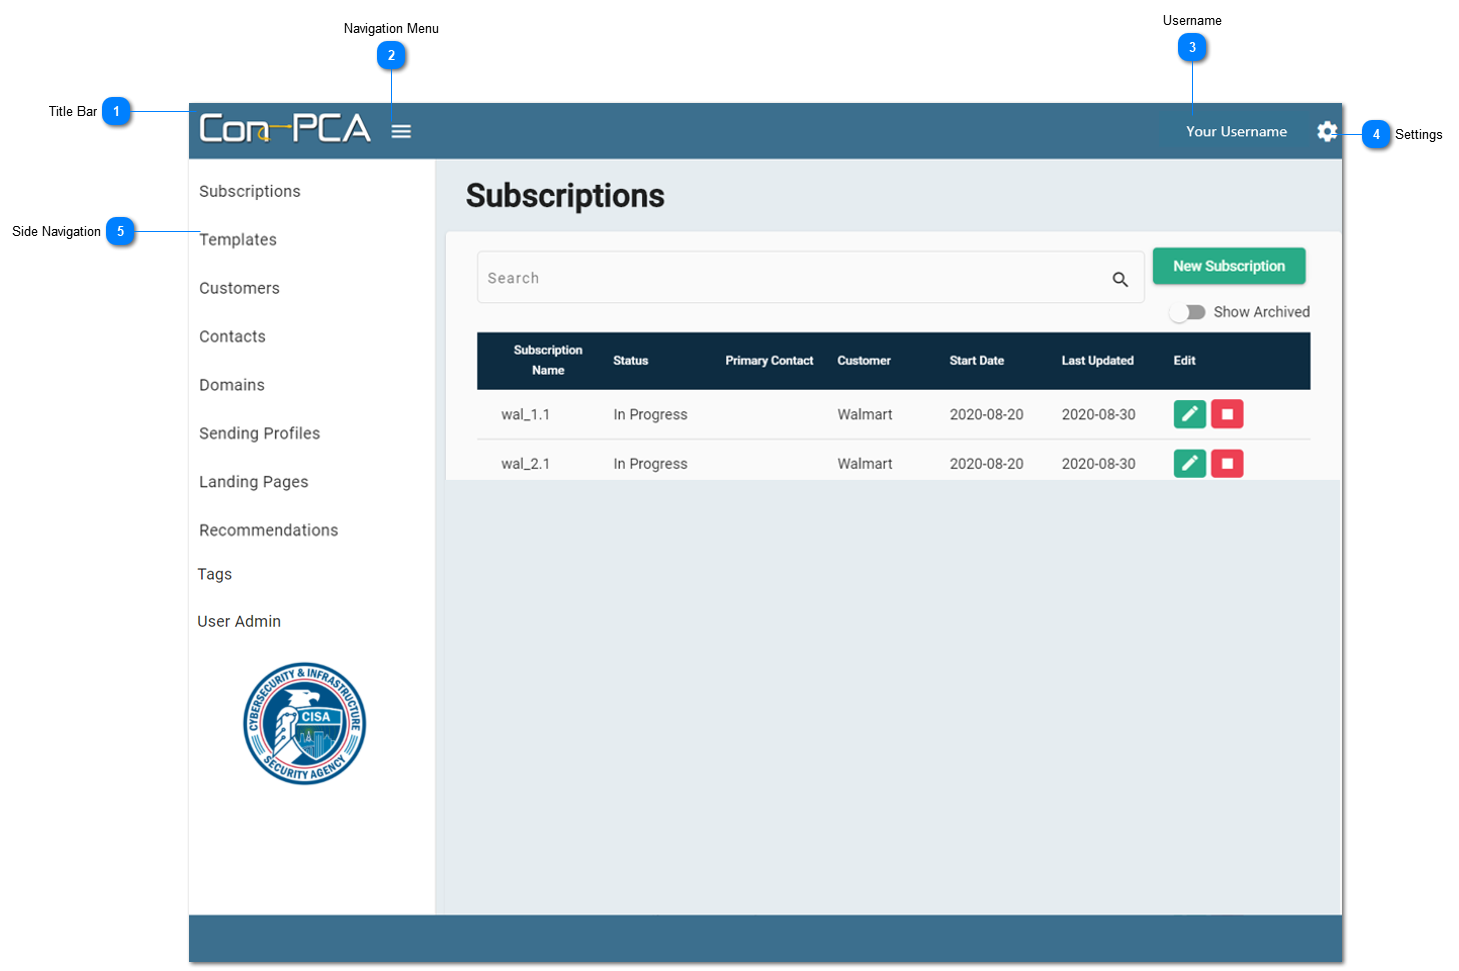 Navigation Menu
2
Username
3
Title Bar
1
Con-PCA
Your Username
4
Settings
Subscriptions
Templates
Customers
Contacts
Domains
Sending Profiles
Landing Pages
Recommendations
Tags
User Admin
Side Navigation
5
CYBERSECURITY & INFRASTRUCTURE
CISA
SECURITY AGENCY
Subscriptions
Search
New Subscription
Show Archived
Subscription Name Status Primary Contact Customer Start Date Last Updated Edit
wal_1.1 In Progress Walmart 2020-08-20 2020-08-30
wal_2.1 In Progress Walmart 2020-08-20 2020-08-30